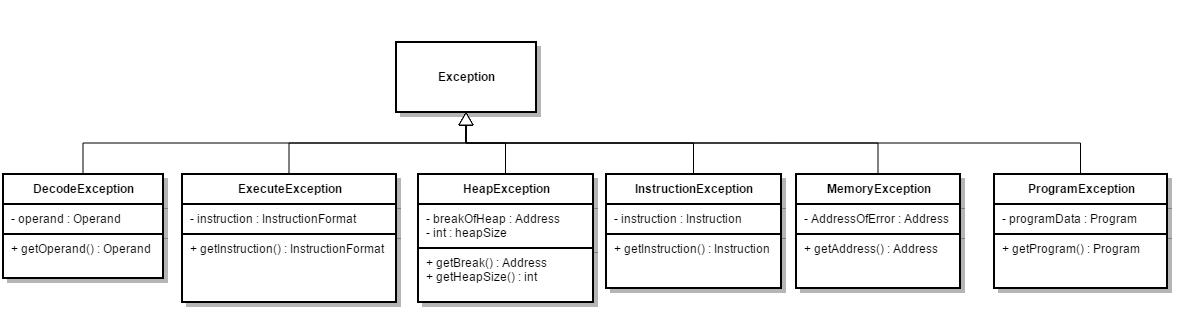 Exception
DecodeException
- operand : Operand
+ getOperand() : Operand
ExecuteException
- instruction : InstructionFormat
+ getInstruction() : InstructionFormat
HeapException
- breakOfHeap : Address
- int : heapSize
+ getBreak() : Address
+ getHeapSize() : int
InstructionException
- instruction : Instruction
+ getInstruction() : Instruction
MemoryException
- AddressOfError : Address
+ getAddress() : Address
ProgramException
- programData : Program
+ getProgram() : Program